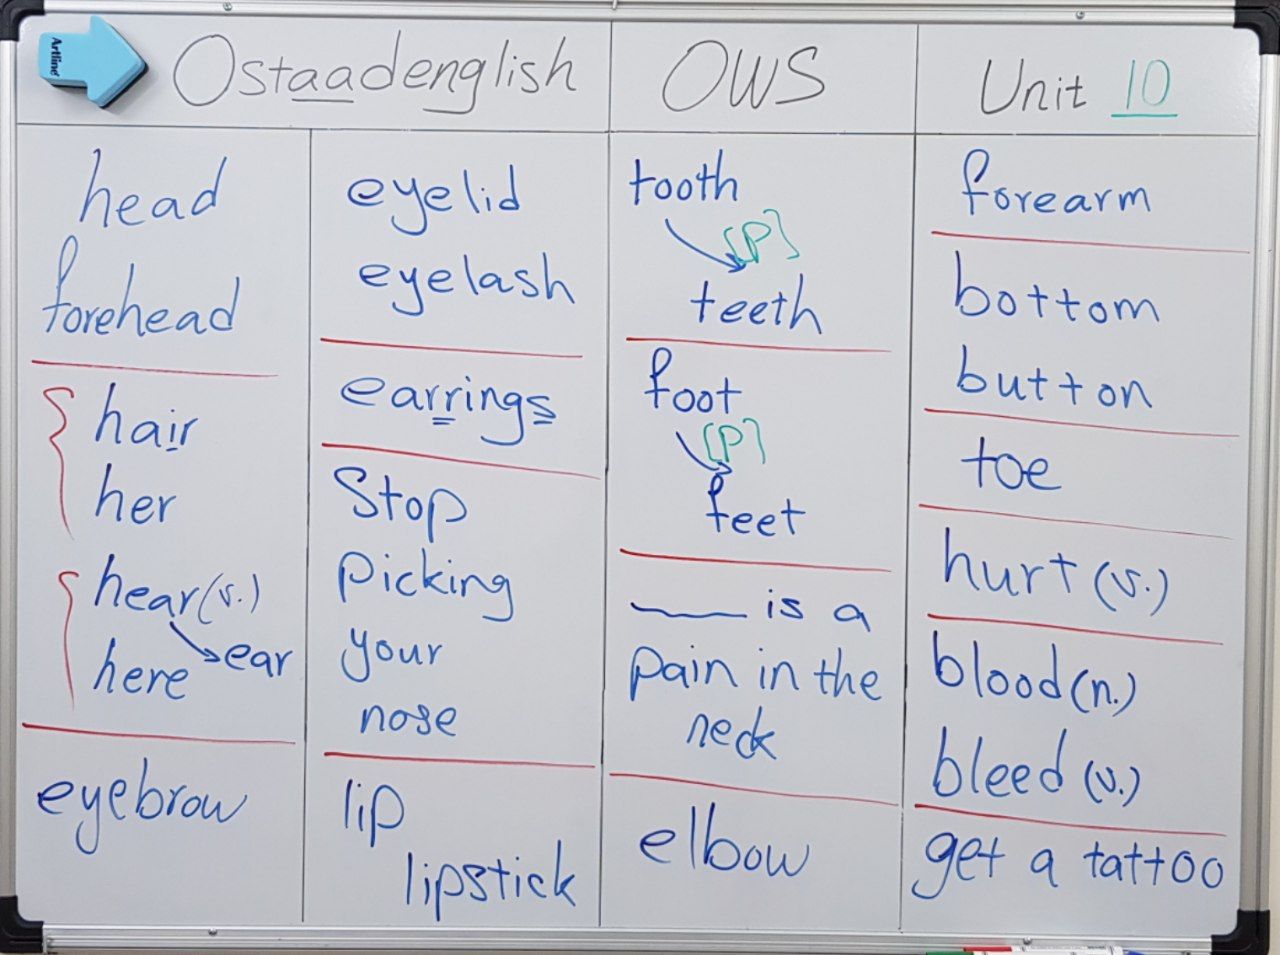 Artline
Ostaadenglish
OWS
Unit 10
head
forehead
hair
her
hear (v.)
ear
here
eyebrow
eyelid
eyelash
earrings
Stop
picking
your
nose
lip
lipstick
tooth
[P]
teeth
foot
[P]
feet
____ is a
pain in the
neck
elbow
forearm
bottom
button
toe
hurt (v.)
blood (n.)
bleed (v.)
get a tattoo